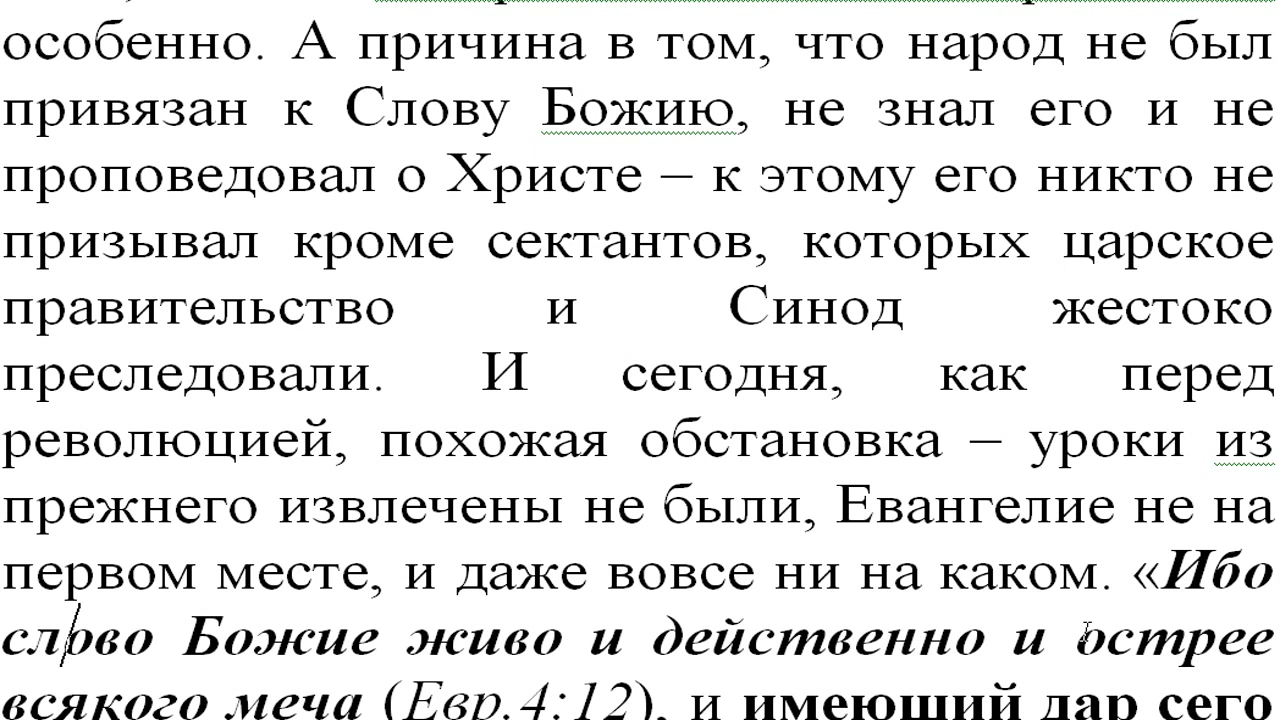 особенно. А причина в том, что народ не был
привязан к Слову Божию, не знал его и не
проповедовал о Христе – к этому его никто не
призывал кроме сектантов, которых царское
правительство и Синод жестоко
преследовали. И сегодня, как перед
революцией, похожая обстановка – уроки из
прежнего извлечены не были, Евангелие не на
первом месте, и даже вовсе ни на каком. «Ибо
слово Божие живо и действенно и острее
всякого меча (Евр.4:12), и имеющий дар сего